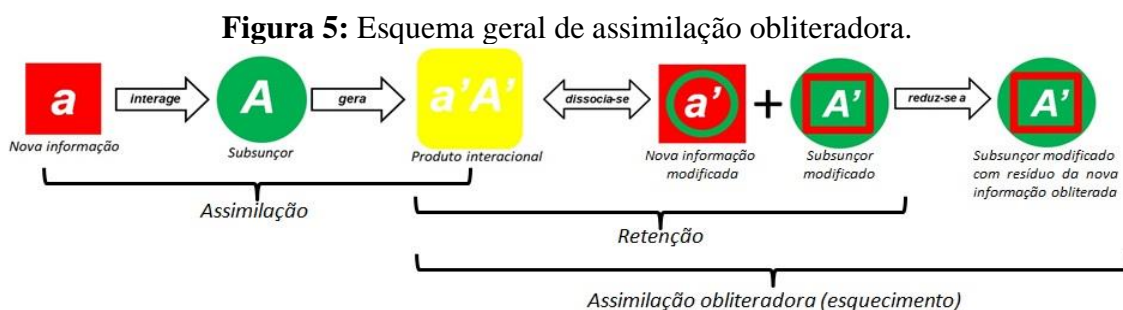 Figura 5: Esquema geral de assimilação obliteradora.
a interage A gera a'A' dissocia-se a' + A' reduz-se a A'
Nova informação
Subsunçor
Produto interacional
Nova informação
modificada
Subsunçor
modificado
Subsunçor modificado
com resíduo da nova
informação obliterada
Assimilação
Retenção
Assimilação obliteradora (esquecimento)